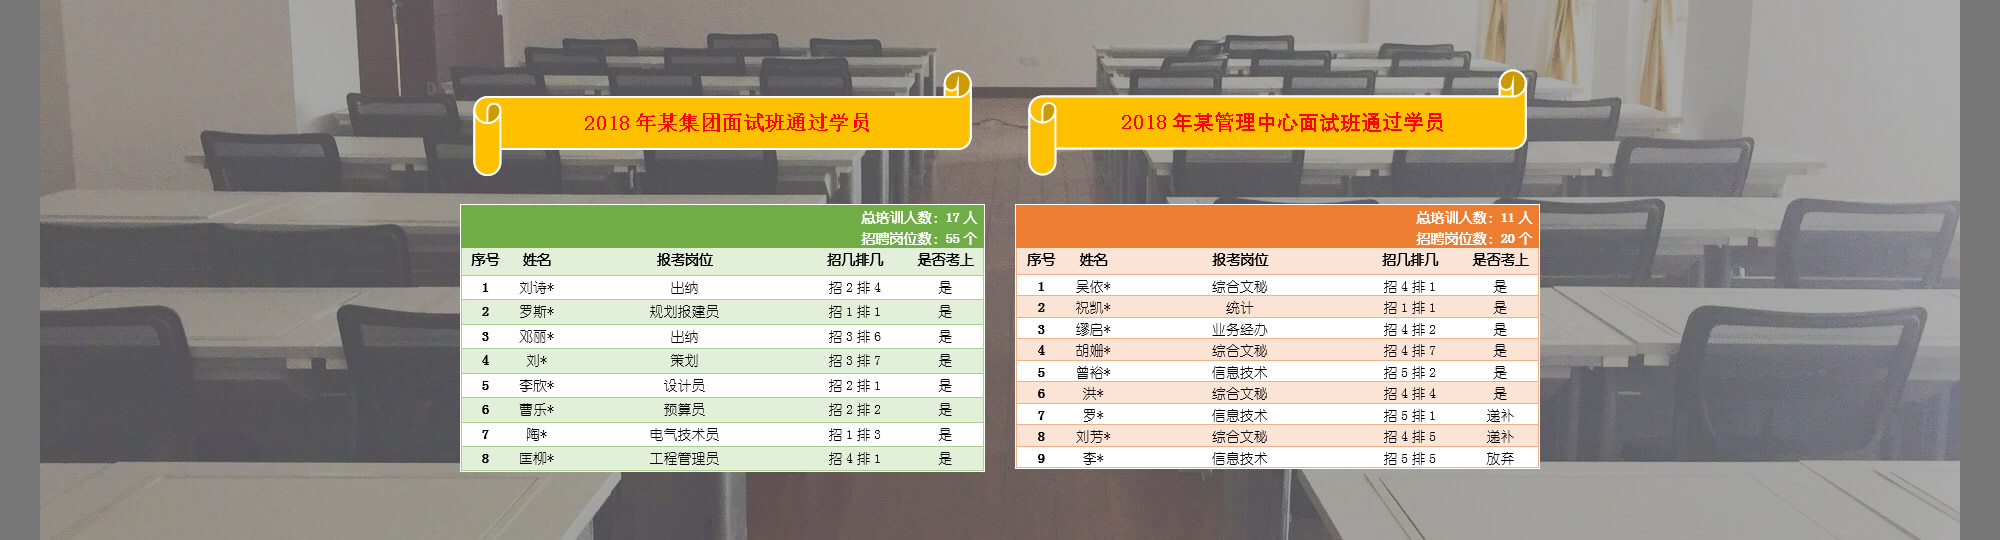 2018 年某集团面试班通过学员
总培训人数：17 人
招聘岗位数：55 个
序号 姓名 报考岗位 招几排几 是否考上
1 刘诗* 出纳 招 2 排 4 是
2 罗斯* 规划报建员 招 1 排 1 是
3 邓丽* 出纳 招 3 排 6 是
4 刘* 策划 招 3 排 7 是
5 李欣* 设计员 招 2 排 1 是
6 曹乐* 预算员 招 2 排 2 是
7 陶* 电气技术员 招 1 排 3 是
8 匡柳* 工程管理员 招 4 排 1 是
2018 年某管理中心面试班通过学员
总培训人数：11 人
招聘岗位数：20 个
序号 姓名 报考岗位 招几排几 是否考上
1 吴依* 综合文秘 招 4 排 1 是
2 祝凯* 统计 招 1 排 1 是
3 缪启* 业务经办 招 4 排 2 是
4 胡姗* 综合文秘 招 4 排 7 是
5 曾裕* 信息技术 招 5 排 2 是
6 洪* 综合文秘 招 4 排 4 是
7 罗* 信息技术 招 5 排 1 递补
8 刘芳* 综合文秘 招 4 排 5 递补
9 李* 信息技术 招 5 排 5 放弃